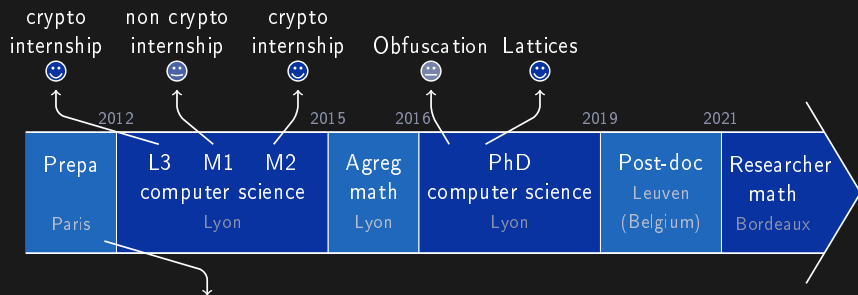 crypto
internship
non crypto
internship
crypto
internship
Obfuscation
Lattices
2012
2015
2016
2019
2021
Prepa
Paris
L3 M1 M2
computer science
Lyon
Agreg
math
Lyon
PhD
computer science
Lyon
Post-doc
Leuven
(Belgium)
Researcher
math
Bordeaux